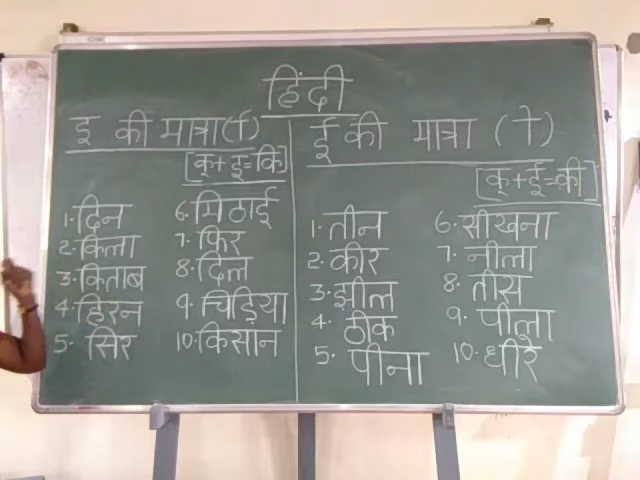 हिंदी
इ की मात्रा (ि)
[क्+इ=कि]
1. दिन
2. किला
3. किताब
4. हिरन
5. सिर
6. मिठाई
7. फिर
8. दिल
9. चिड़िया
10. किसान
ई की मात्रा (ी)
[क्+ई=की]
1. तीन
2. कीर
3. झील
4. ठीक
5. पीना
6. सीखना
7. नीला
8. तीस
9. पीला
10. धीरे